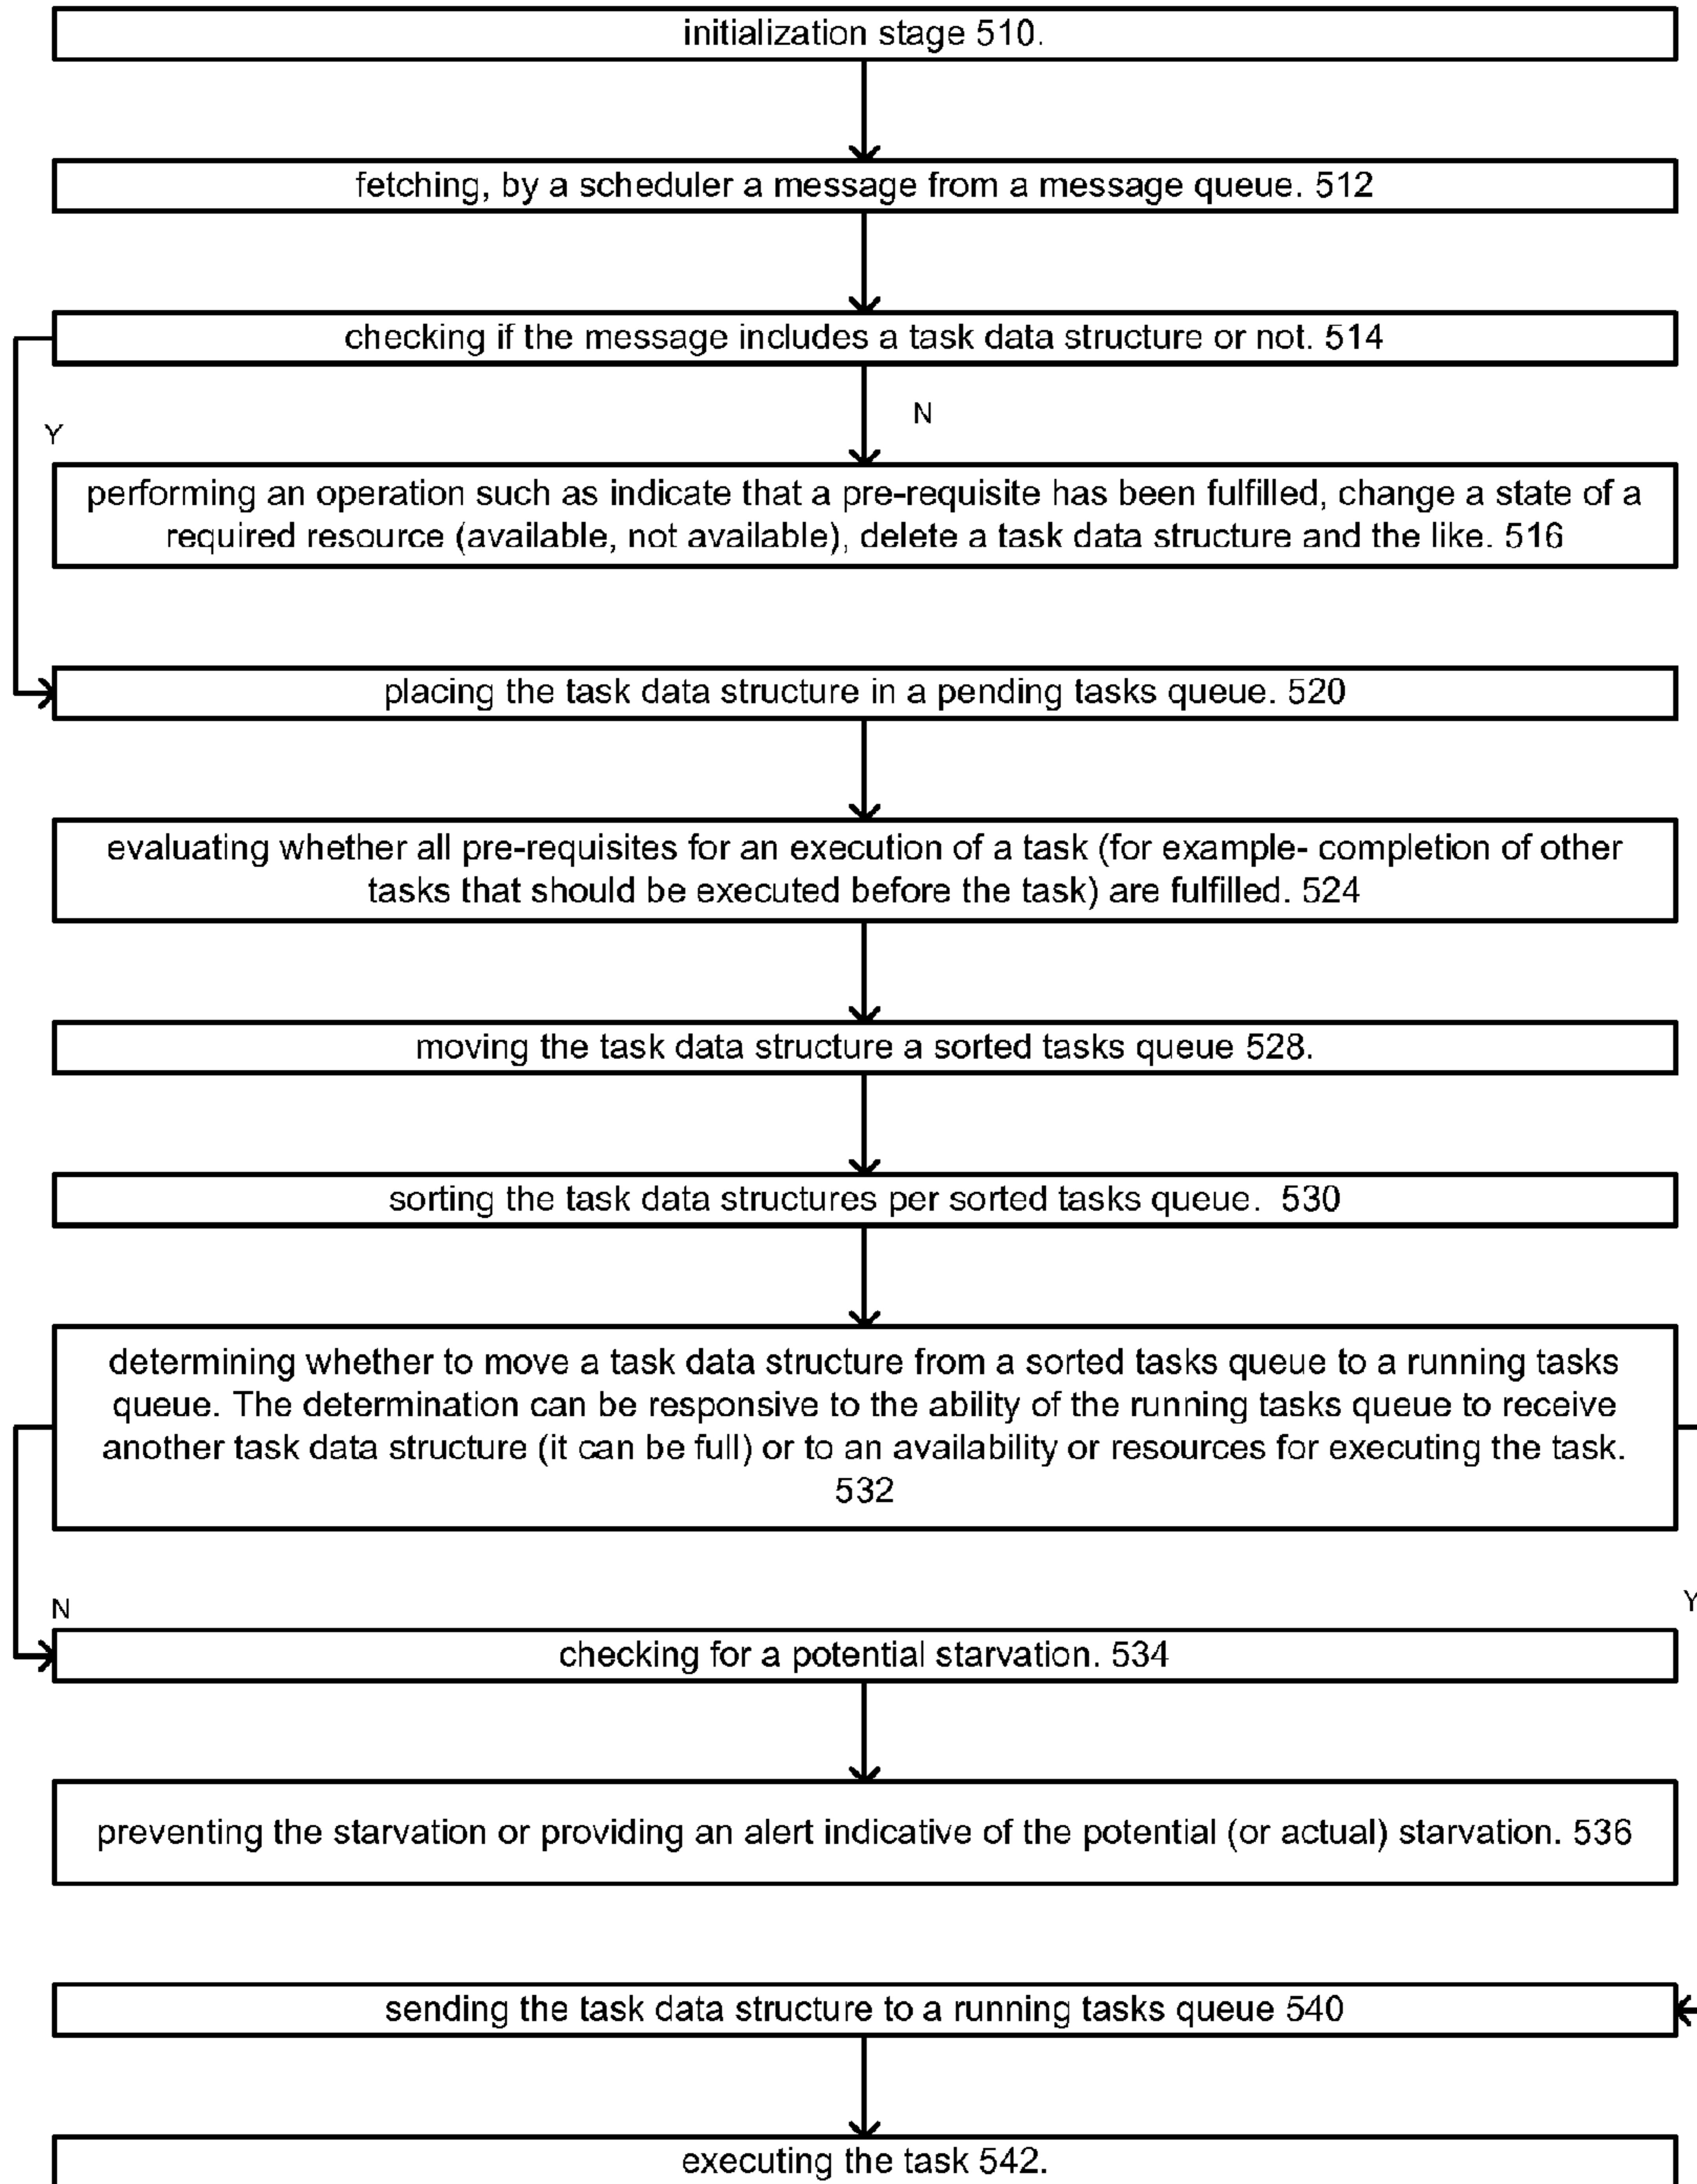 initialization stage 510.
fetching, by a scheduler a message from a message queue. 512
checking if the message includes a task data structure or not. 514
N
Y
performing an operation such as indicate that a pre-requisite has been fulfilled, change a state of a
required resource (available, not available), delete a task data structure and the like. 516
placing the task data structure in a pending tasks queue. 520
evaluating whether all pre-requisites for an execution of a task (for example- completion of other
tasks that should be executed before the task) are fulfilled. 524
moving the task data structure a sorted tasks queue 528.
sorting the task data structures per sorted tasks queue. 530
determining whether to move a task data structure from a sorted tasks queue to a running tasks
queue. The determination can be responsive to the ability of the running tasks queue to receive
another task data structure (it can be full) or to an availability or resources for executing the task.
532
N
Y
checking for a potential starvation. 534
preventing the starvation or providing an alert indicative of the potential (or actual) starvation. 536
sending the task data structure to a running tasks queue 540
executing the task 542.